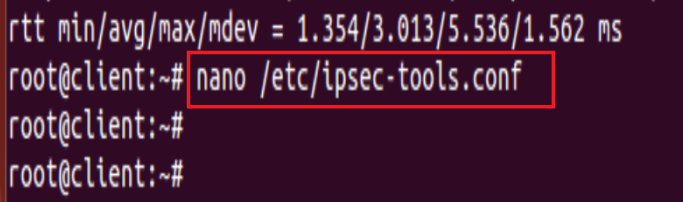 rtt min/avg/max/mdev = 1.354/3.013/5.536/1.562 ms
root@client:~# nano /etc/ipsec-tools.conf
root@client:~#
root@client:~#